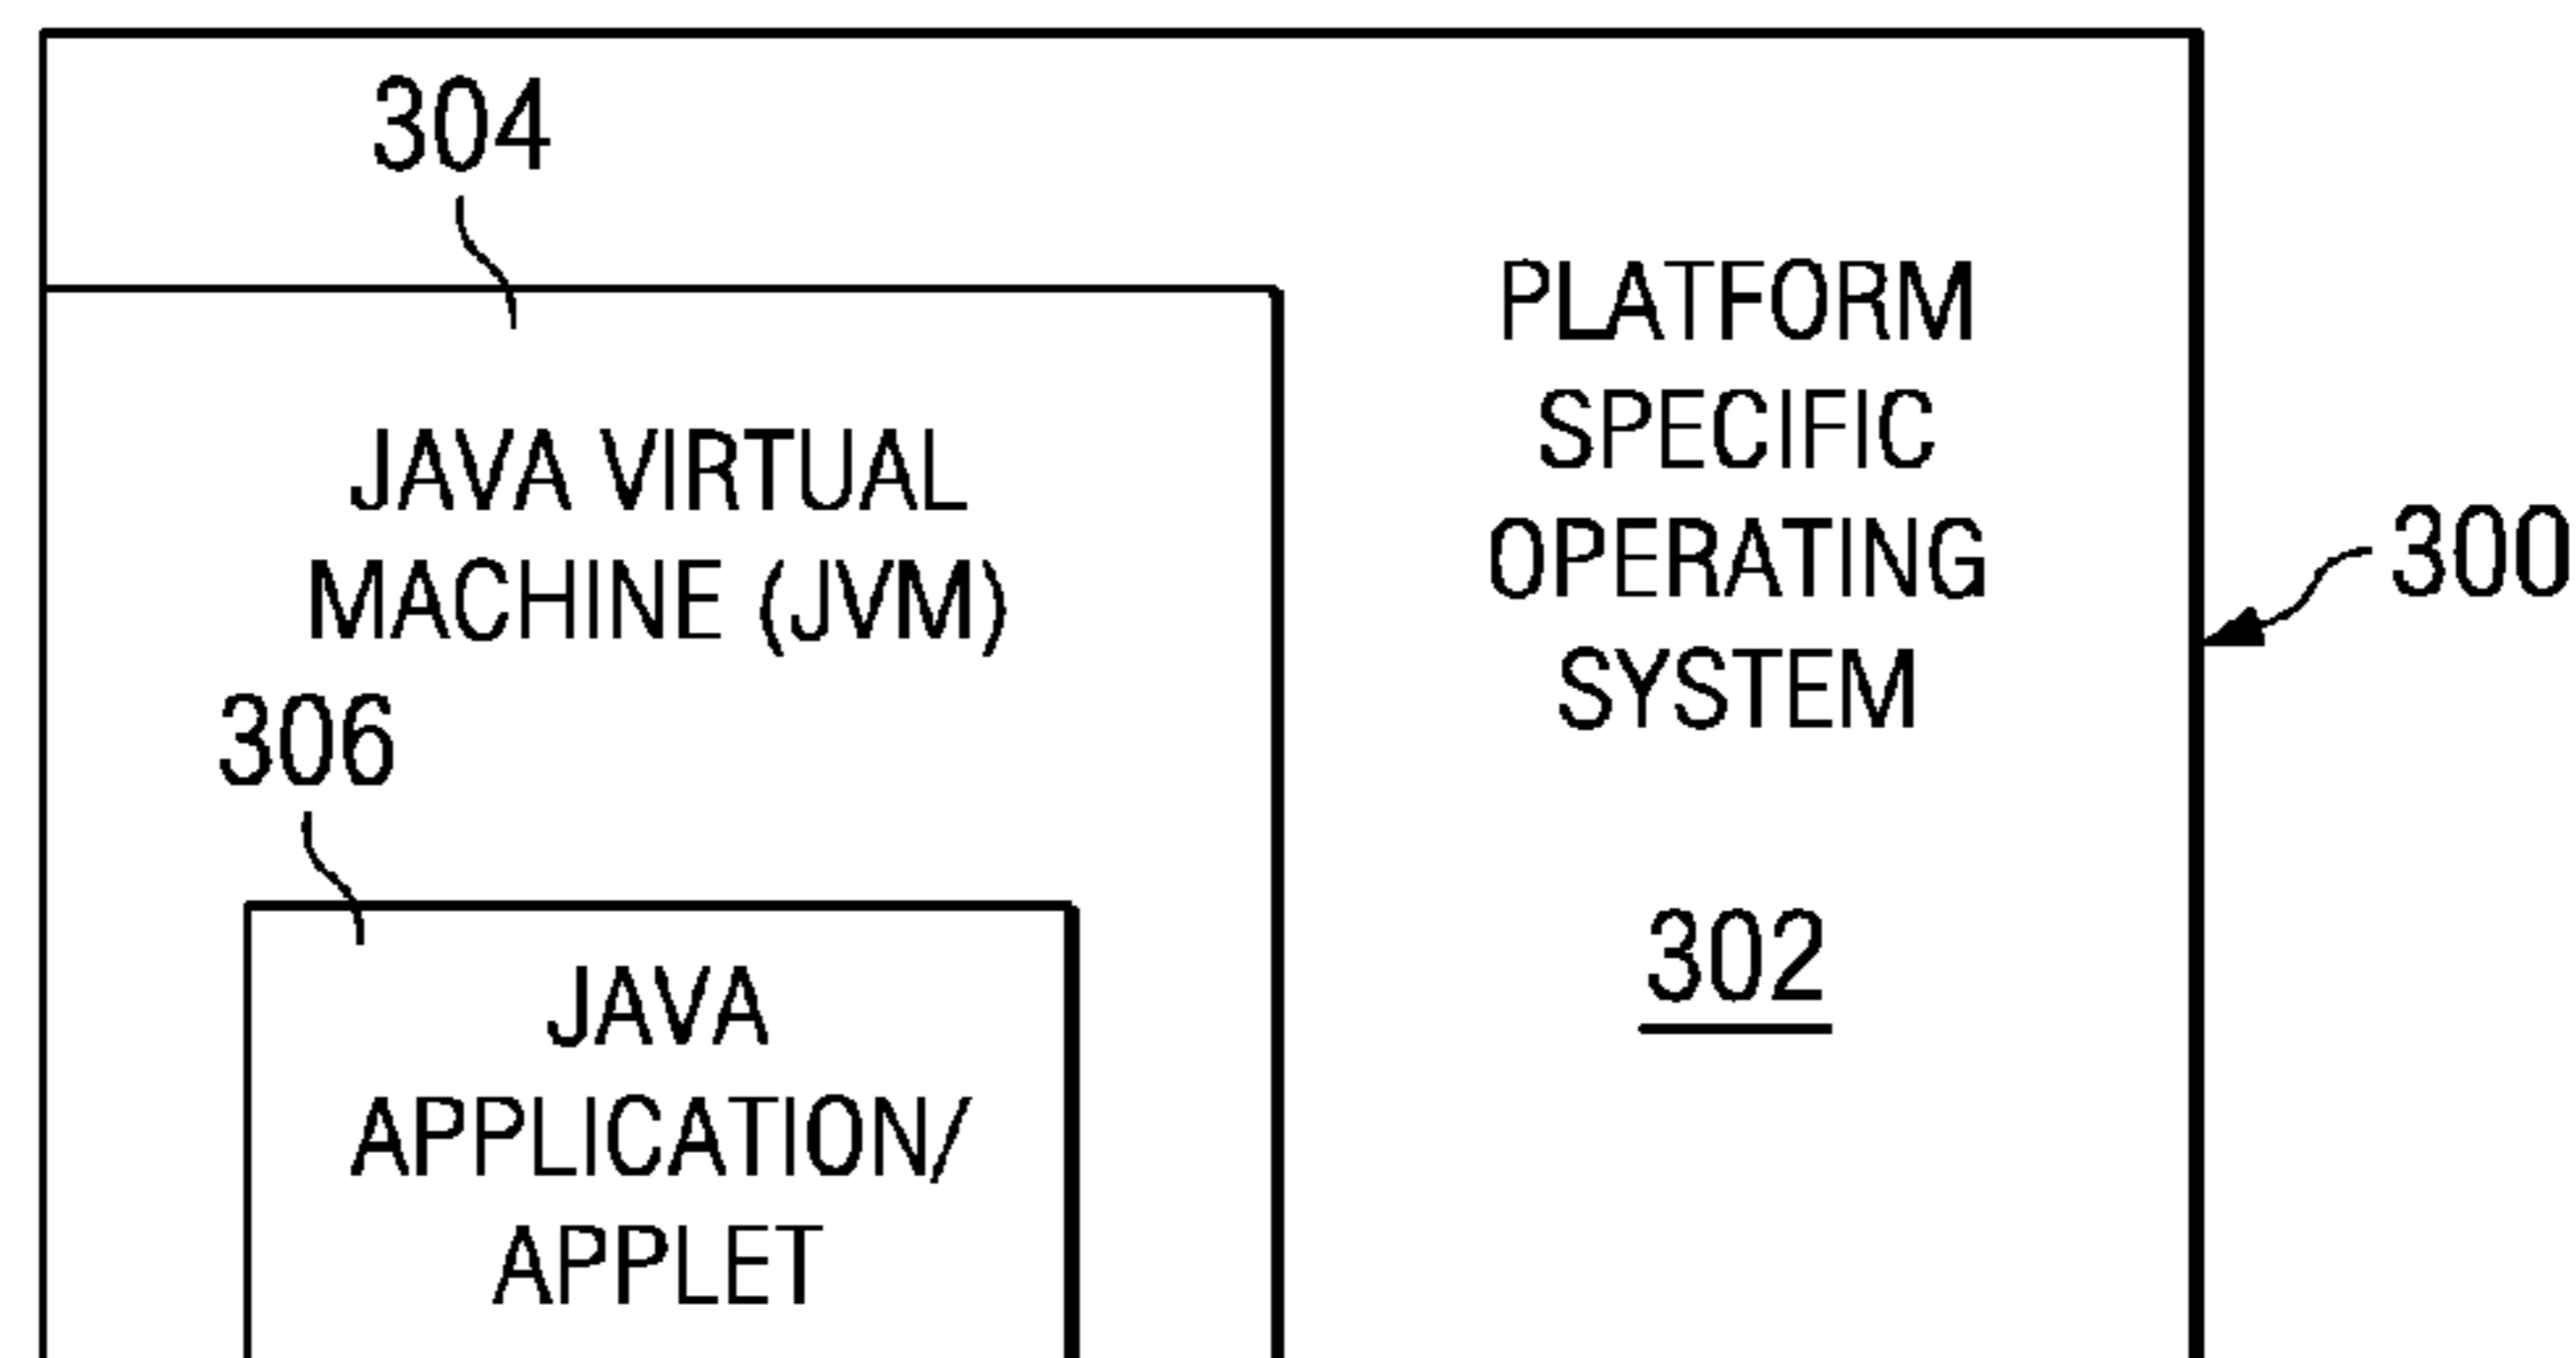 304
JAVA VIRTUAL
MACHINE (JVM)
306
JAVA
APPLICATION/
APPLET
PLATFORM
SPECIFIC
OPERATING
SYSTEM
302
300